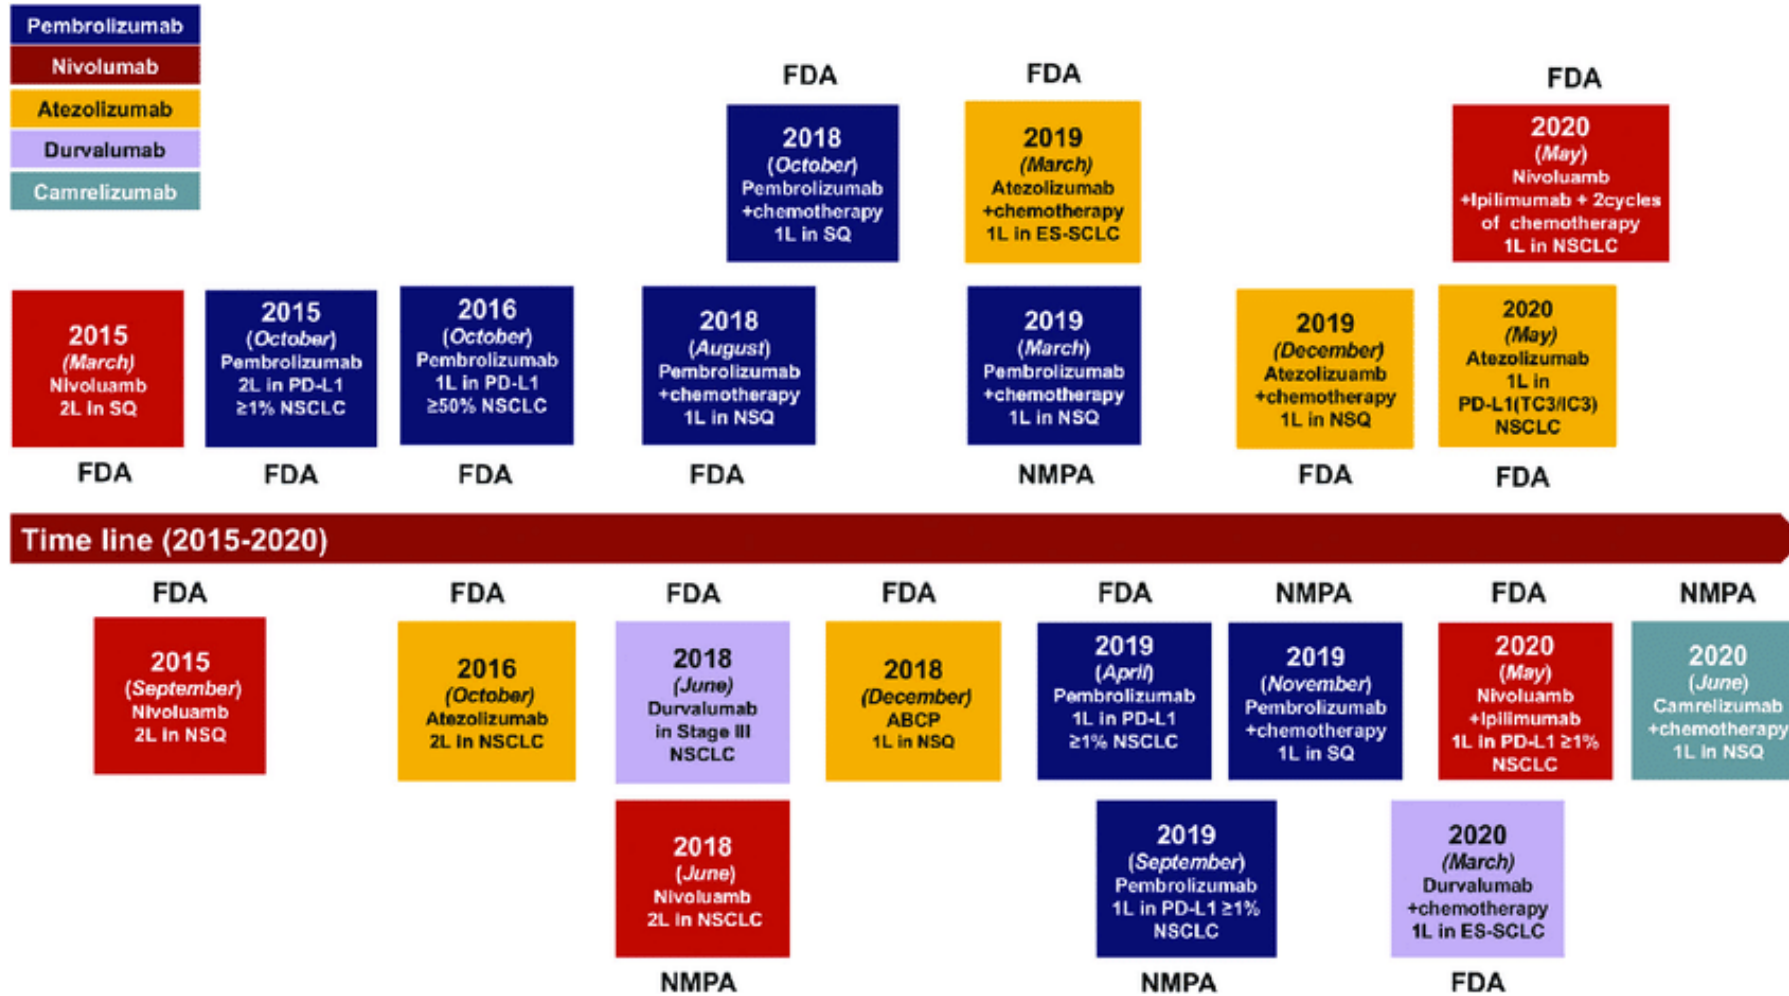 Pembrolizumab
Nivolumab
Atezolizumab
Durvalumab
Camrelizumab
FDA
2018
(October)
Pembrolizumab
+chemotherapy
1L in SQ
FDA
2019
(March)
Atezolizumab
+chemotherapy
1L in ES-SCLC
FDA
2020
(May)
Nivoluamb
+Ipilimumab + 2cycles
of chemotherapy
1L in NSCLC
2015
(March)
Nivoluamb
2L in SQ
FDA
2015
(October)
Pembrolizumab
2L in PD-L1
≥1% NSCLC
FDA
2016
(October)
Pembrolizumab
1L in PD-L1
≥50% NSCLC
FDA
2018
(August)
Pembrolizumab
+chemotherapy
1L in NSQ
FDA
2019
(March)
Pembrolizumab
+chemotherapy
1L in NSQ
NMPA
2019
(December)
Atezolizuamb
+chemotherapy
1L in NSQ
FDA
2020
(May)
Atezolizumab
1L in
PD-L1(TC3/IC3)
NSCLC
FDA
Time line (2015-2020)
FDA
2015
(September)
Nivoluamb
2L in NSQ
FDA
2016
(October)
Atezolizumab
2L in NSCLC
FDA
2018
(June)
Durvalumab
in Stage III
NSCLC
FDA
2018
(December)
ABCP
1L in NSQ
FDA
2019
(April)
Pembrolizumab
1L in PD-L1
≥1% NSCLC
NMPA
2019
(November)
Pembrolizumab
+chemotherapy
1L in SQ
FDA
2020
(May)
Nivoluamb
+Ipilimumab
1L in PD-L1 ≥1%
NSCLC
NMPA
2020
(June)
Camrelizumab
+chemotherapy
1L in NSQ
2018
(June)
Nivoluamb
2L in NSCLC
NMPA
2019
(September)
Pembrolizumab
1L in PD-L1 ≥1%
NSCLC
NMPA
2020
(March)
Durvalumab
+chemotherapy
1L in ES-SCLC
FDA